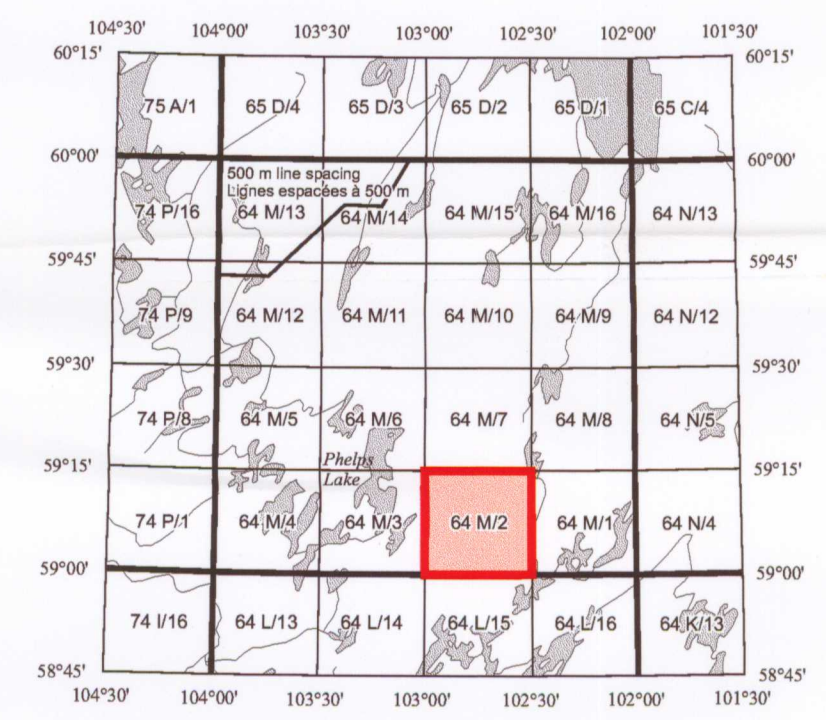 104°30' 104°00' 103°30' 103°00' 102°30' 102°00' 101°30'
60°15' 60°15'
75 A/1 65 D/4 65 D/3 65 D/2 65 D/1 65 C/4
60°00' 60°00'
500 m line spacing
Lignes espacées à 500 m
74 P/16 64 M/13 64 M/14 64 M/15 64 M/16 64 N/13
59°45' 59°45'
74 P/9 64 M/12 64 M/11 64 M/10 64 M/9 64 N/12
59°30' 59°30'
74 P/8 64 M/5 64 M/6 64 M/7 64 M/8 64 N/5
Phelps
59°15' 59°15'
Lake
74 P/1 64 M/4 64 M/3 64 M/2 64 M/1 64 N/4
59°00' 59°00'
74 I/16 64 L/13 64 L/14 64 L/15 64 L/16 64 K/13
58°45' 58°45'
104°30' 104°00' 103°30' 103°00' 102°30' 102°00' 101°30'